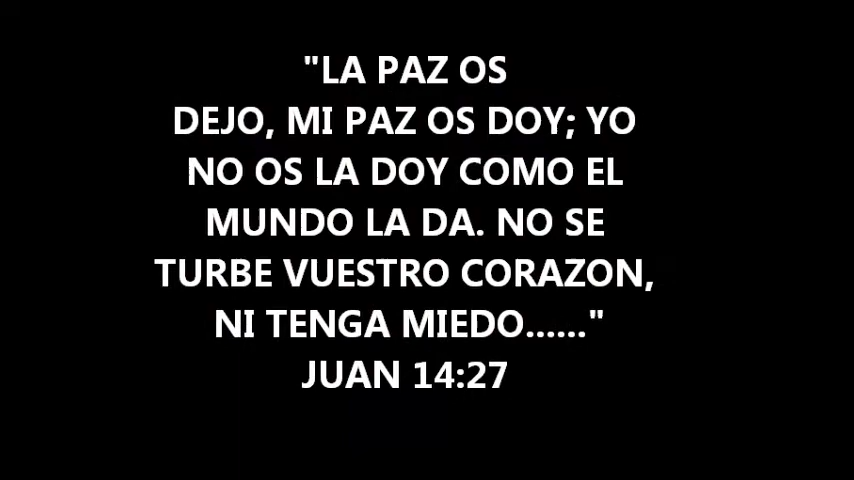 "LA PAZ OS
DEJO, MI PAZ OS DOY; YO
NO OS LA DOY COMO EL
MUNDO LA DA. NO SE
TURBE VUESTRO CORAZON,
NI TENGA MIEDO......"
JUAN 14:27